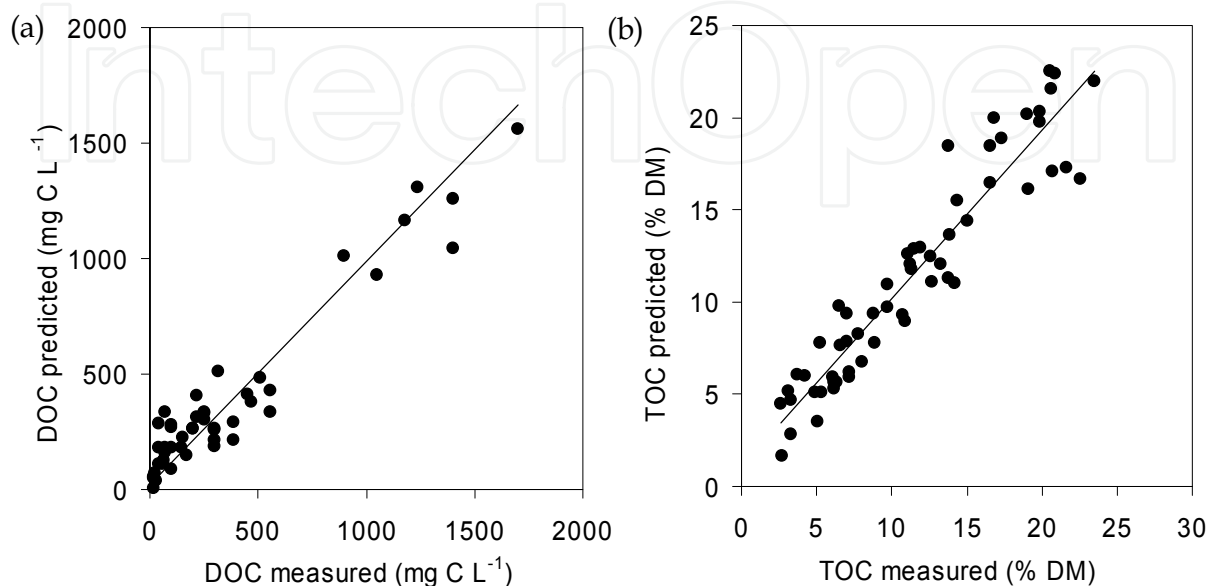 (a)
2000
1500
1000
500
0
DOC predicted (mg C L⁻¹)
0 500 1000 1500 2000
DOC measured (mg C L⁻¹)
(b)
25
20
15
10
5
0
TOC predicted (% DM)
0 5 10 15 20 25 30
TOC measured (% DM)
IntechOpen